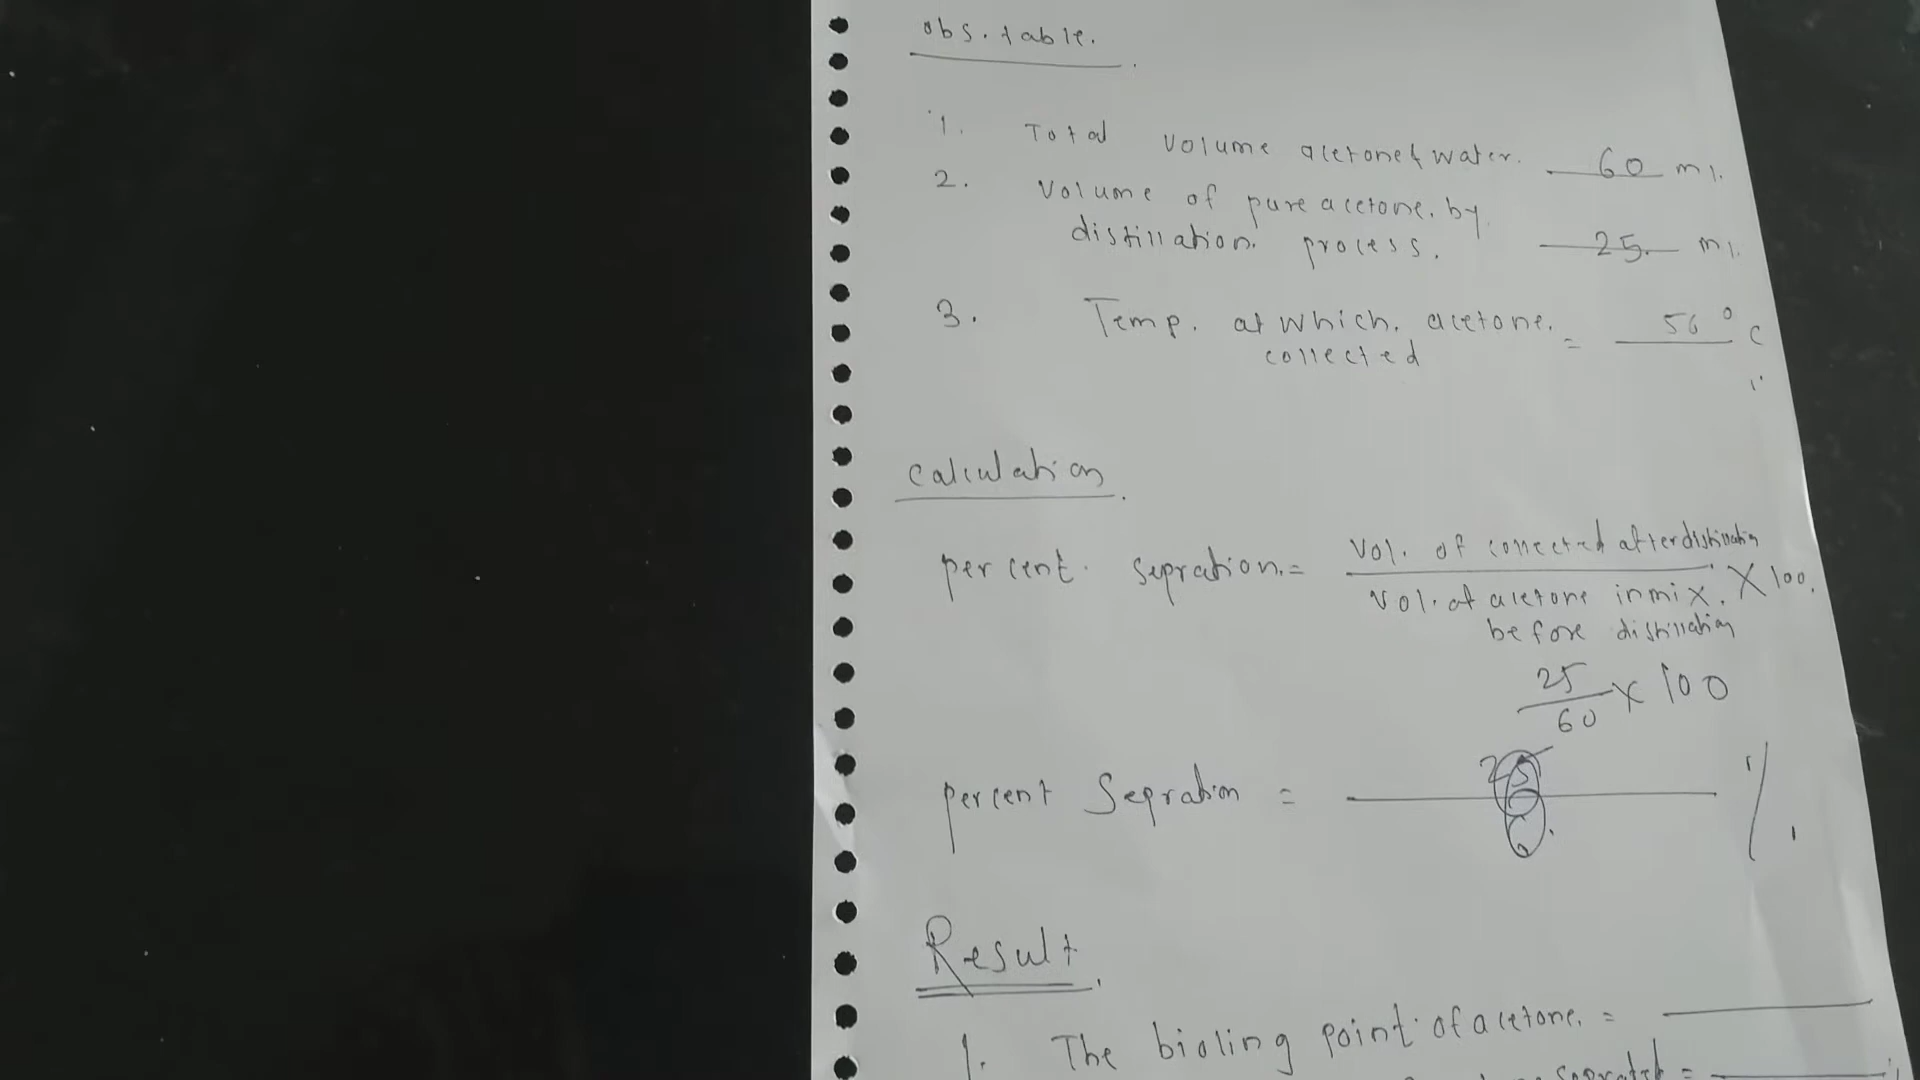 obs. table.
1. Total volume acetone & water. 60 ml.
2. Volume of pure acetone. by
distillation. process. 25. ml.
3. Temp. at which. acetone. = 56 °C
collected
calculation.
percent. sepration. = Vol. of collected after distillation
Vol. of acetone in mix. X 100.
before distillation
25
60 x 100
percent Sepration = %.
Result.
1. The bioling point of acetone. =